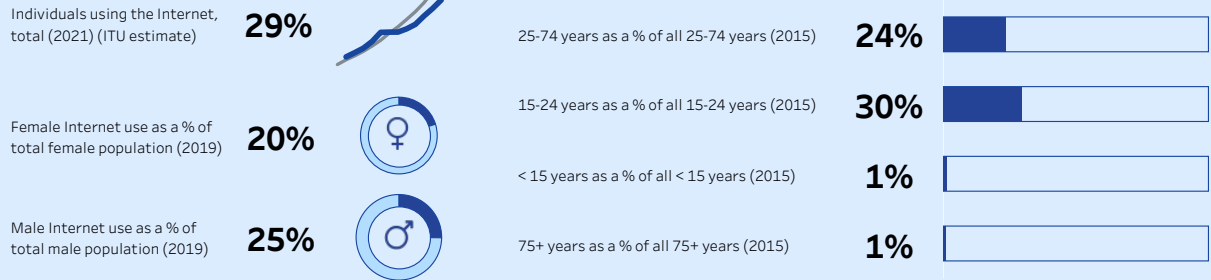 Individuals using the Internet,
total (2021) (ITU estimate)
29%
Female Internet use as a % of
total female population (2019)
20%
Male Internet use as a % of
total male population (2019)
25%
25-74 years as a % of all 25-74 years (2015)
24%
15-24 years as a % of all 15-24 years (2015)
30%
< 15 years as a % of all < 15 years (2015)
1%
75+ years as a % of all 75+ years (2015)
1%